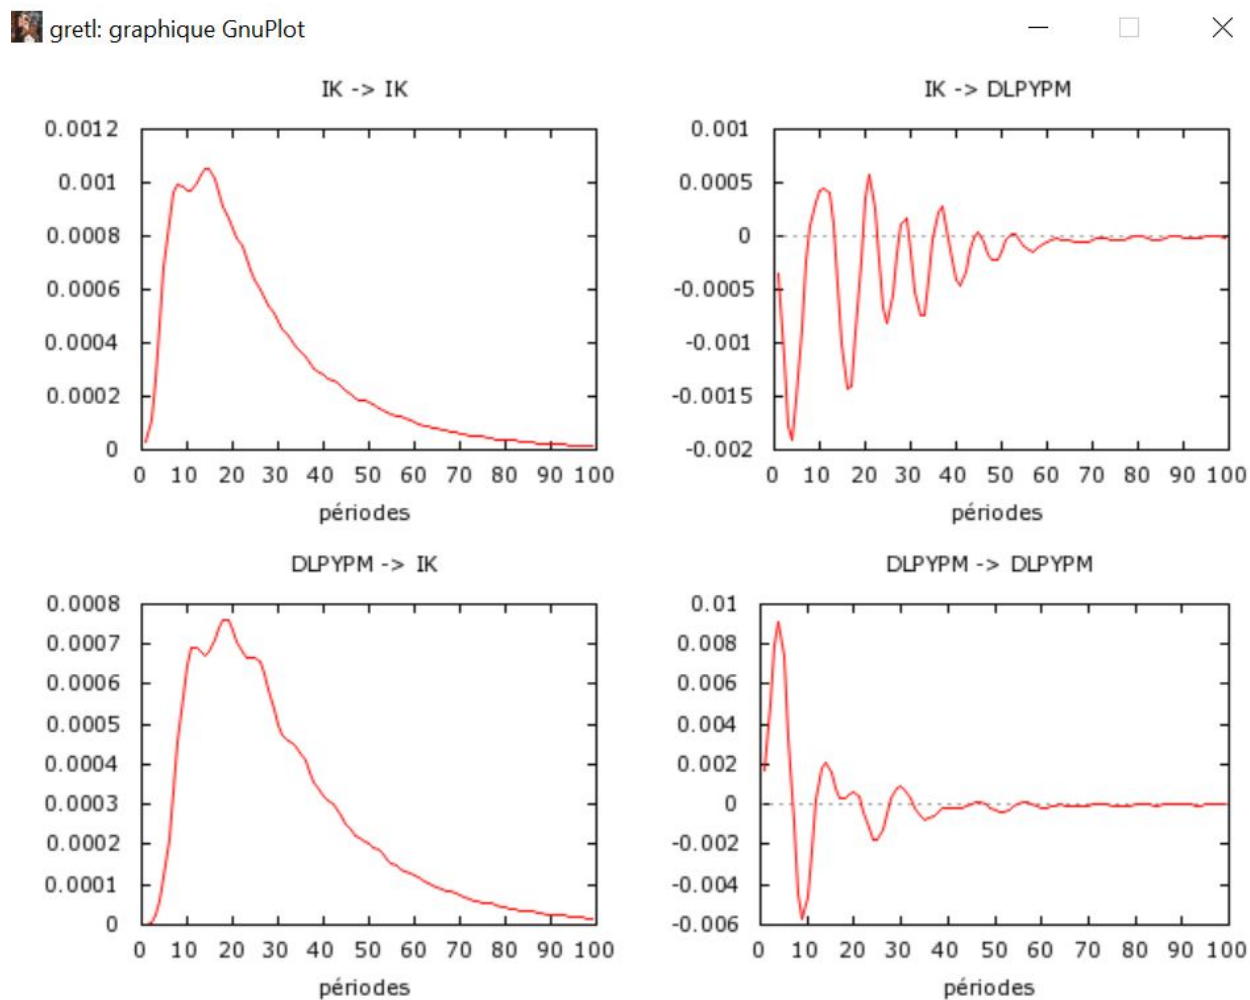 gretl: graphique GnuPlot
IK -> IK
0.0012
0.001
0.0008
0.0006
0.0004
0.0002
0
0 10 20 30 40 50 60 70 80 90 100
périodes
IK -> DLPYPM
0.001
0.0005
0
-0.0005
-0.001
-0.0015
-0.002
0 10 20 30 40 50 60 70 80 90 100
périodes
DLPYPM -> IK
0.0008
0.0007
0.0006
0.0005
0.0004
0.0003
0.0002
0.0001
0
0 10 20 30 40 50 60 70 80 90 100
périodes
DLPYPM -> DLPYPM
0.01
0.008
0.006
0.004
0.002
0
-0.002
-0.004
-0.006
0 10 20 30 40 50 60 70 80 90 100
périodes